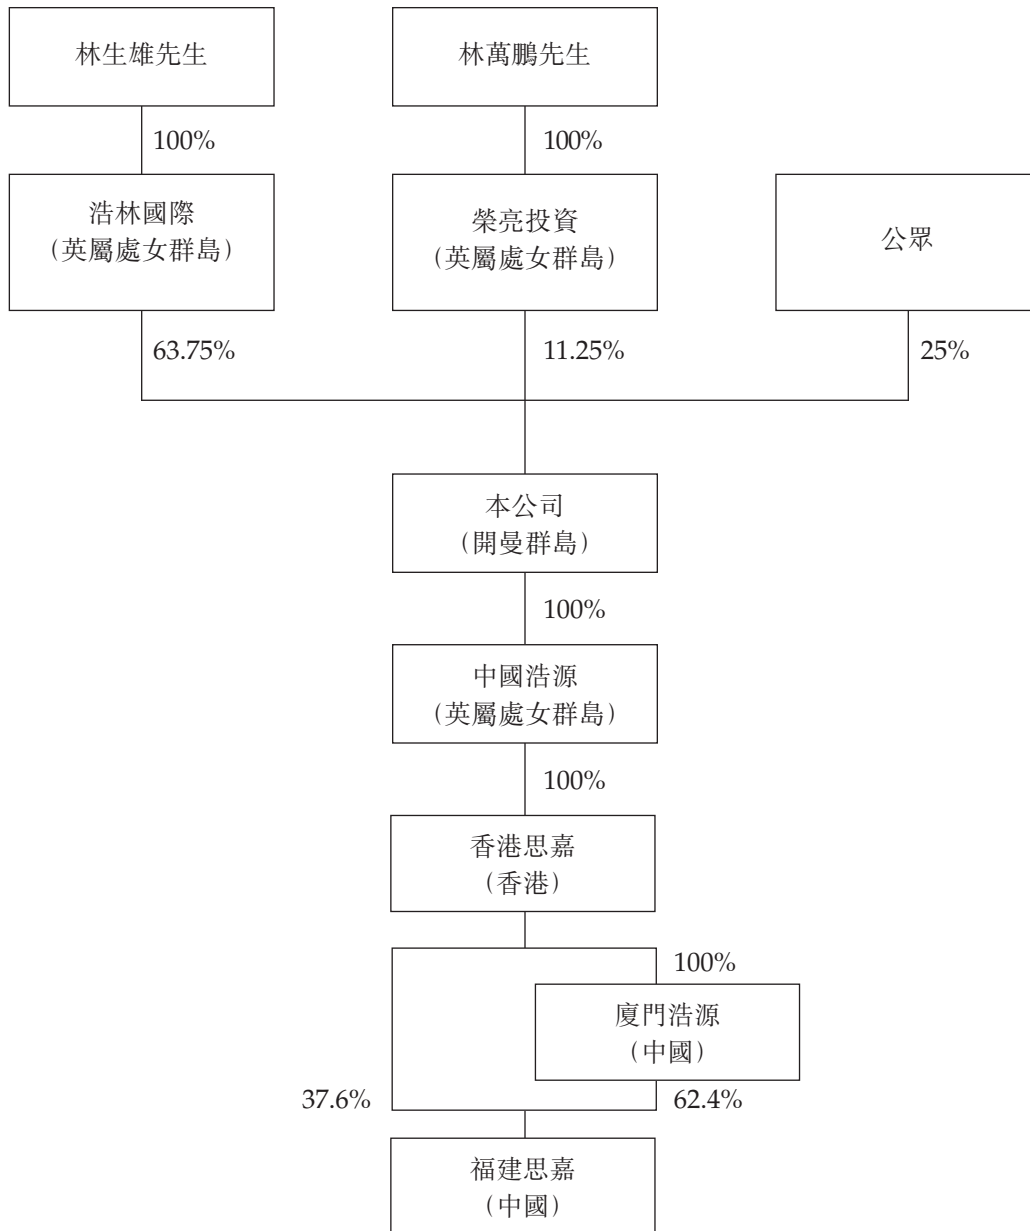 林生雄先生
林萬鵬先生
100%
100%
浩林國際
(英屬處女群島)
榮亮投資
(英屬處女群島)
公眾
63.75%
11.25%
25%
本公司
(開曼群島)
100%
中國浩源
(英屬處女群島)
100%
香港思嘉
(香港)
100%
廈門浩源
(中國)
37.6%
62.4%
福建思嘉
(中國)